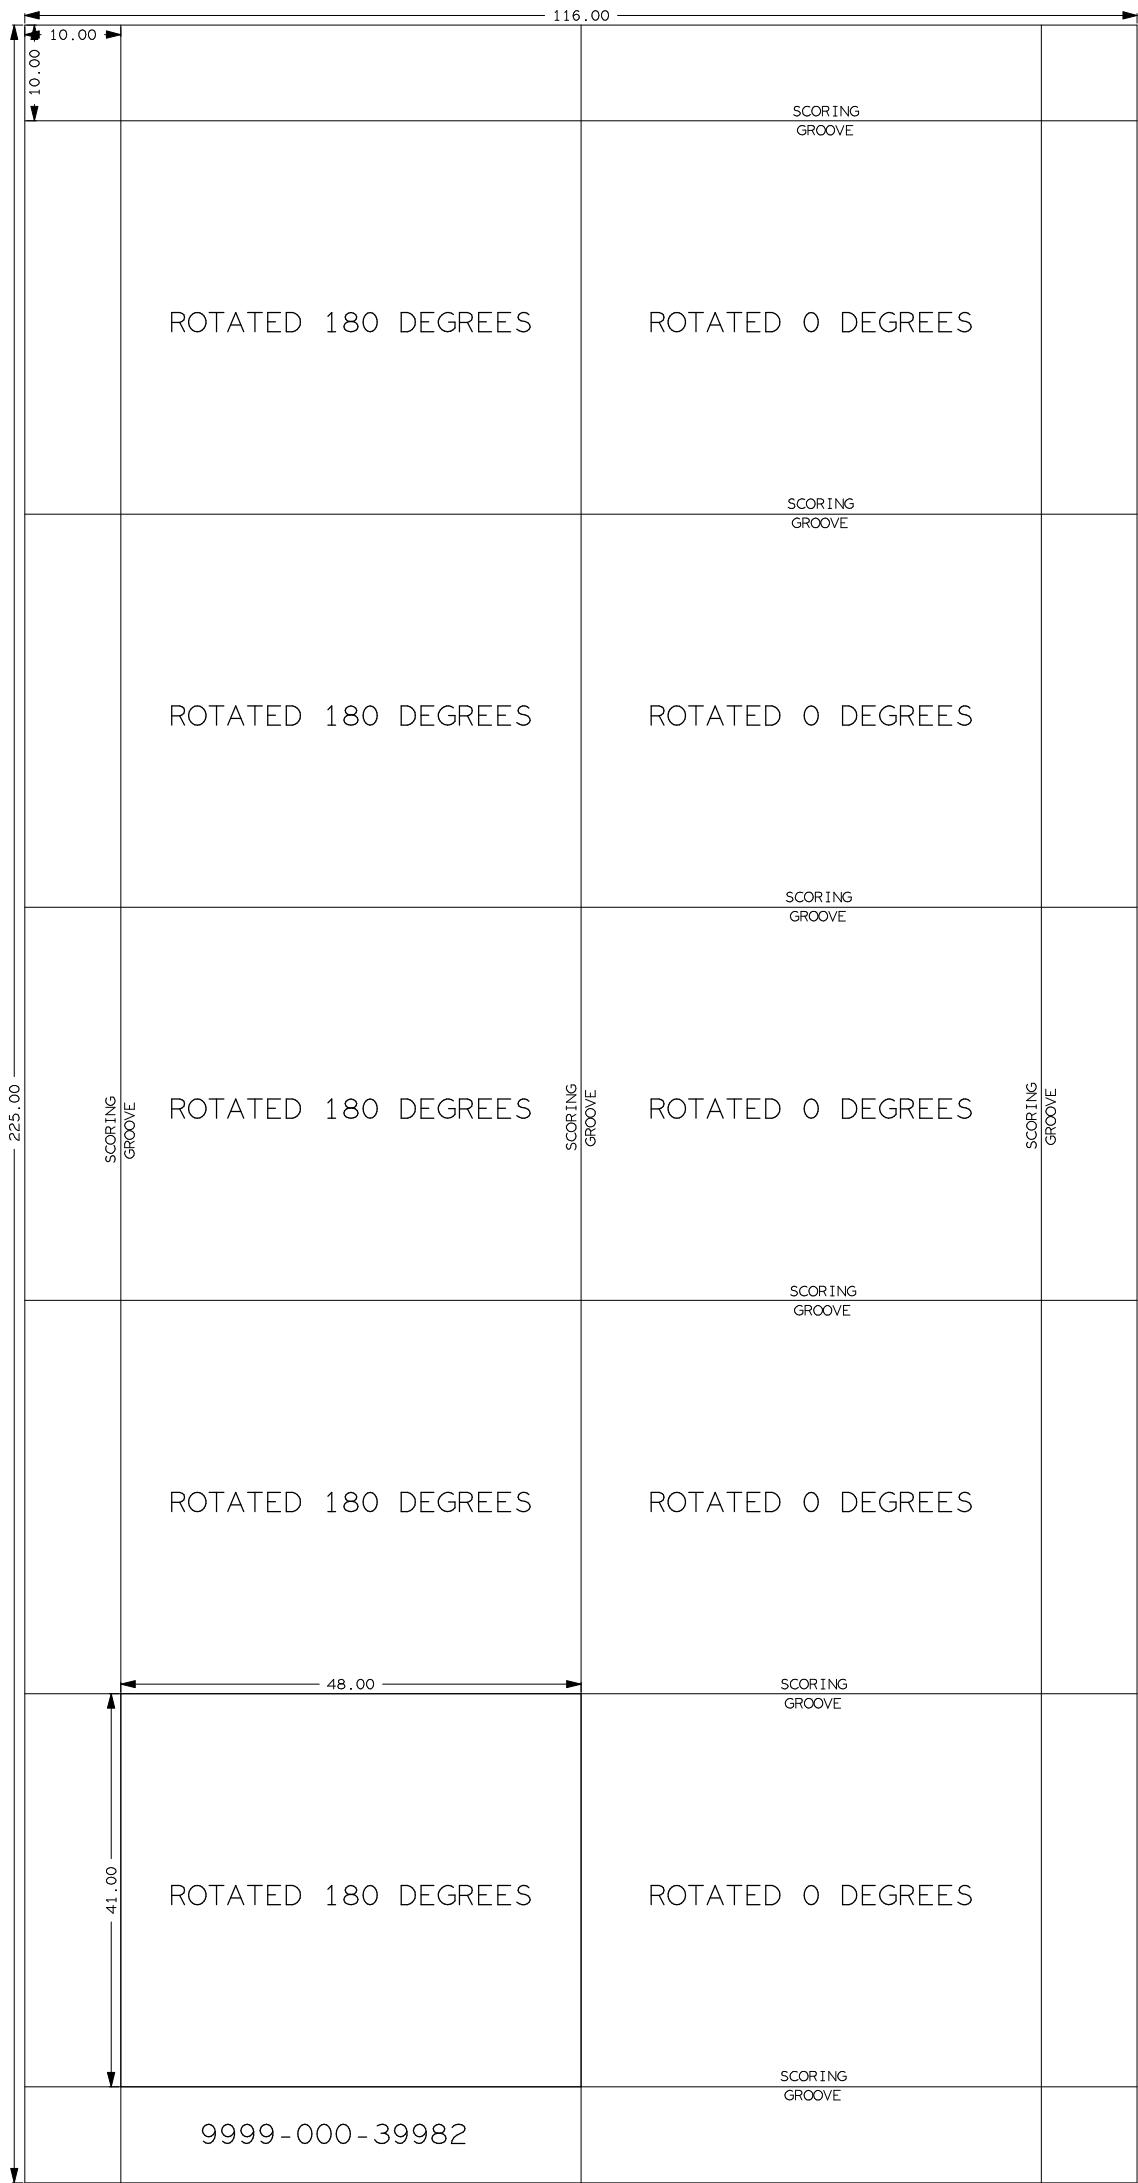 116.00
10.00
10.00
SCORING
GROOVE
ROTATED 180 DEGREES
ROTATED 0 DEGREES
SCORING
GROOVE
ROTATED 180 DEGREES
ROTATED 0 DEGREES
SCORING
GROOVE
225.00
SCORING
GROOVE
ROTATED 180 DEGREES
SCORING
GROOVE
ROTATED 0 DEGREES
SCORING
GROOVE
SCORING
GROOVE
ROTATED 180 DEGREES
ROTATED 0 DEGREES
48.00
SCORING
GROOVE
41.00
ROTATED 180 DEGREES
ROTATED 0 DEGREES
SCORING
GROOVE
9999-000-39982